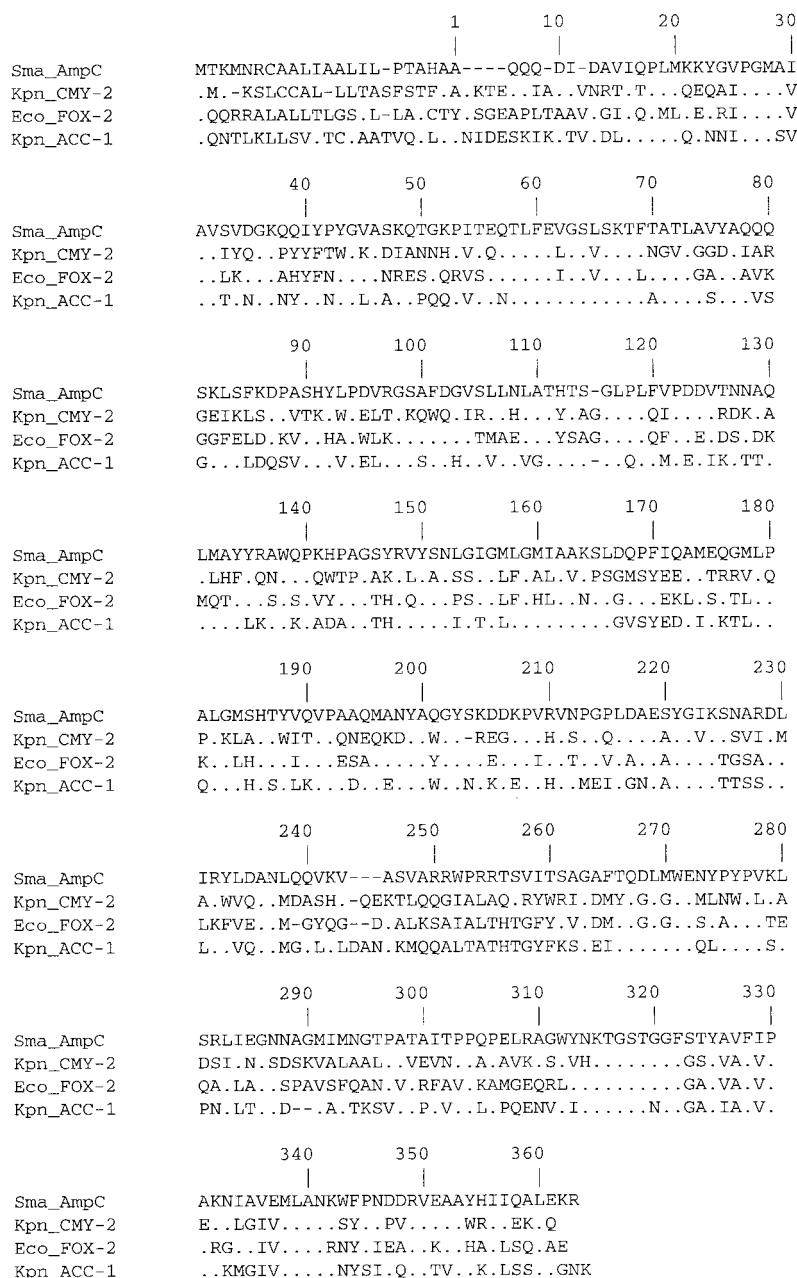 1 10 20 30
Sma_AmpC MTKMNRCAALIAALIL-PTAHAA----QQQ-DI-DAVIQPLMKKYGVPGMAI
Kpn_CMY-2 .M.-KSLCCAL-LLTASFSTF.A.KTE..IA..VNRT.T...QEQAI....V
Eco_FOX-2 .QQRRALALLTLGS.L-LA.CTY.SGEAPLTAAV.GI.Q.ML.E.RI....V
Kpn_ACC-1 .QNTLKLLSV.TC.AATVQ.L..NIDESKIK.TV.DL....Q.NNI...SV
40 50 60 70 80
Sma_AmpC AVSVDGKQQIYPYGVASKQTGKPITEQTLFEVGSLSKTFTATLAVYAQQQ
Kpn_CMY-2 ..IYQ..PYYFTW.K.DIANNH.V.Q.....L..V....NGV.GGD.IAR
Eco_FOX-2 ..LK...AHYFN....NRES.QRVS......I..V...L....GA..AVK
Kpn_ACC-1 ..T.N..NY..N..L.A..PQQ.V..N............A....S...VS
90 100 110 120 130
Sma_AmpC SKLSFKDPASHYLPDVRGSAFDGVSLLNLATHTS-GLPLFVPDDVTNNAQ
Kpn_CMY-2 GEIKLS..VTK.W.ELT.KQWQ.IR..H...Y.AG....QI....RDK.A
Eco_FOX-2 GGFELD.KV..HA.WLK.......TMAE...YSAG....QF..E.DS.DK
Kpn_ACC-1 G...LDQSV...V.EL...S..H..V..VG....-..Q..M.E.IK.TT.
140 150 160 170 180
Sma_AmpC LMAYYRAWQPKHPAGSYRVYSNLGIGMLGMIAAKSLDQPFIQAMEQGMLP
Kpn_CMY-2 .LHF.QN...QWTP.AK.L.A.SS..LF.AL.V.PSGMSYEE..TRRV.Q
Eco_FOX-2 MQT...S.S.VY...TH.Q...PS..LF.HL..N..G...EKL.S.TL..
Kpn_ACC-1 ....LK..K.ADA..TH.....I.T.L.........GVSYED.I.KTL..
190 200 210 220 230
Sma_AmpC ALGMSHTYVQVPAAQMANYAQGYSKDDKPVRVNPGPLDAESYGIKSNARDL
Kpn_CMY-2 P.KLA..WIT..QNEQKD..W..-REG...H.S..Q....A..V..SVI.M
Eco_FOX-2 K..LH...I...ESA.....Y....E...I..T..V.A..A....TGSA..
Kpn_ACC-1 Q...H.S.LK...D..E...W..N.K.E..H...MEI.GN.A....TTSS..
240 250 260 270 280
Sma_AmpC IRYLDANLQQVKV---ASVARRWPRRTSVITSAGAFTQDLMWENYPYPVKL
Kpn_CMY-2 A.WVQ..MDASH.-QEKTLQQGIALAQ.RYWRI.DMY.G.G..MLNW.L.A
Eco_FOX-2 LKFVE..M-GYQG--D.ALKSAIALTHTGFY.V.DM..G.G..S.A...TE
Kpn_ACC-1 L..VQ..MG.L.LDAN.KMQQALTATHTGYFKS.EI.......QL....S.
290 300 310 320 330
Sma_AmpC SRLIEGNNAGMIMNGTPATAITPPQPELRAGWYNKTGSTGGFSTYAVFIP
Kpn_CMY-2 DSI.N.SDSKVALAAL..VEVN..A.AVK.S.VH.........GS.VA.V.
Eco_FOX-2 QA.LA..SPAVSFQAN.V.RFAV.KAMGEQRL..........GA.VA.V.
Kpn_ACC-1 PN.LT..D--.A.TKSV..P.V..L.PQENV.I......N..GA.IA.V.
340 350 360
Sma_AmpC AKNIAVEMLANKWFPNDDRVEAAYHIIQALEKR
Kpn_CMY-2 E..LGIV.....SY..PV.....WR..EK.Q
Eco_FOX-2 .RG..IV.....RNY.IEA..K..HA.LSQ.AE
Kpn_ACC-1 ..KMGIV.....NYSI.Q..TV..K.LSS..GNK